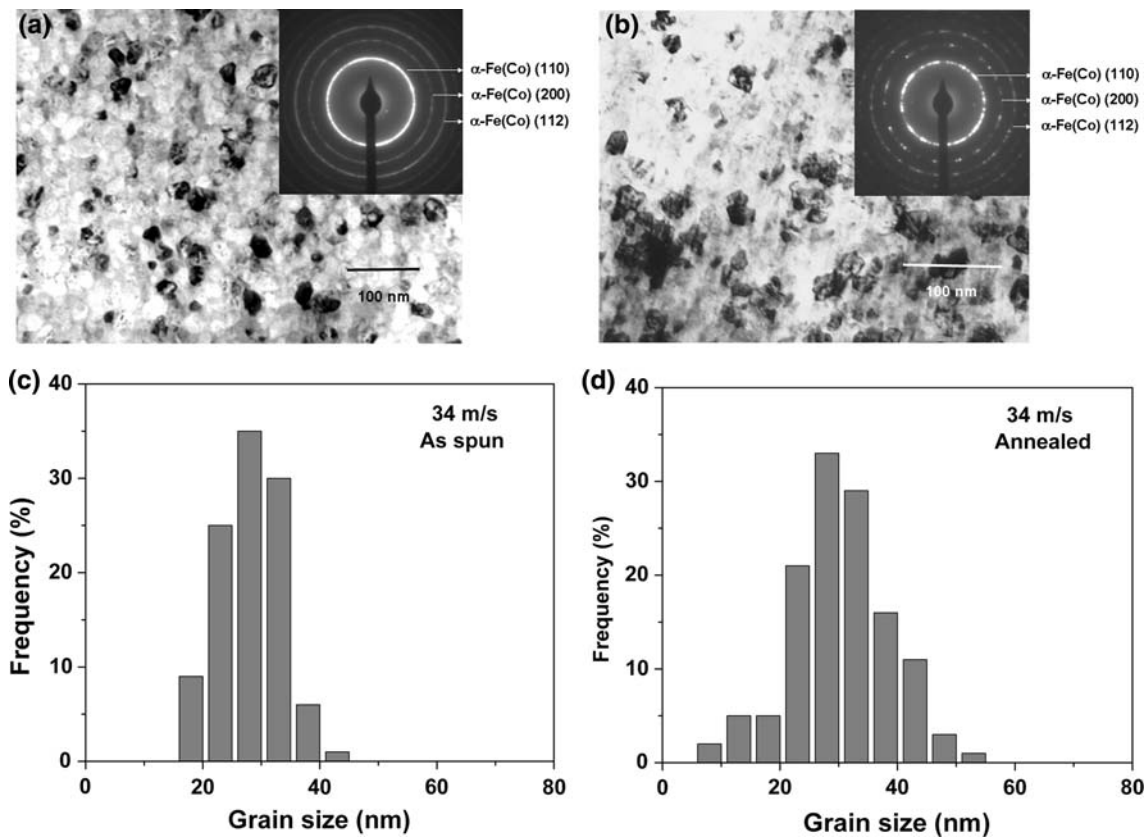 (a)
α-Fe(Co) (110)
α-Fe(Co) (200)
α-Fe(Co) (112)
100 nm
(b)
α-Fe(Co) (110)
α-Fe(Co) (200)
α-Fe(Co) (112)
100 nm
(c)
34 m/s
As spun
Frequency (%)
40
30
20
10
0
0 20 40 60 80
Grain size (nm)
(d)
34 m/s
Annealed
Frequency (%)
40
30
20
10
0
0 20 40 60 80
Grain size (nm)